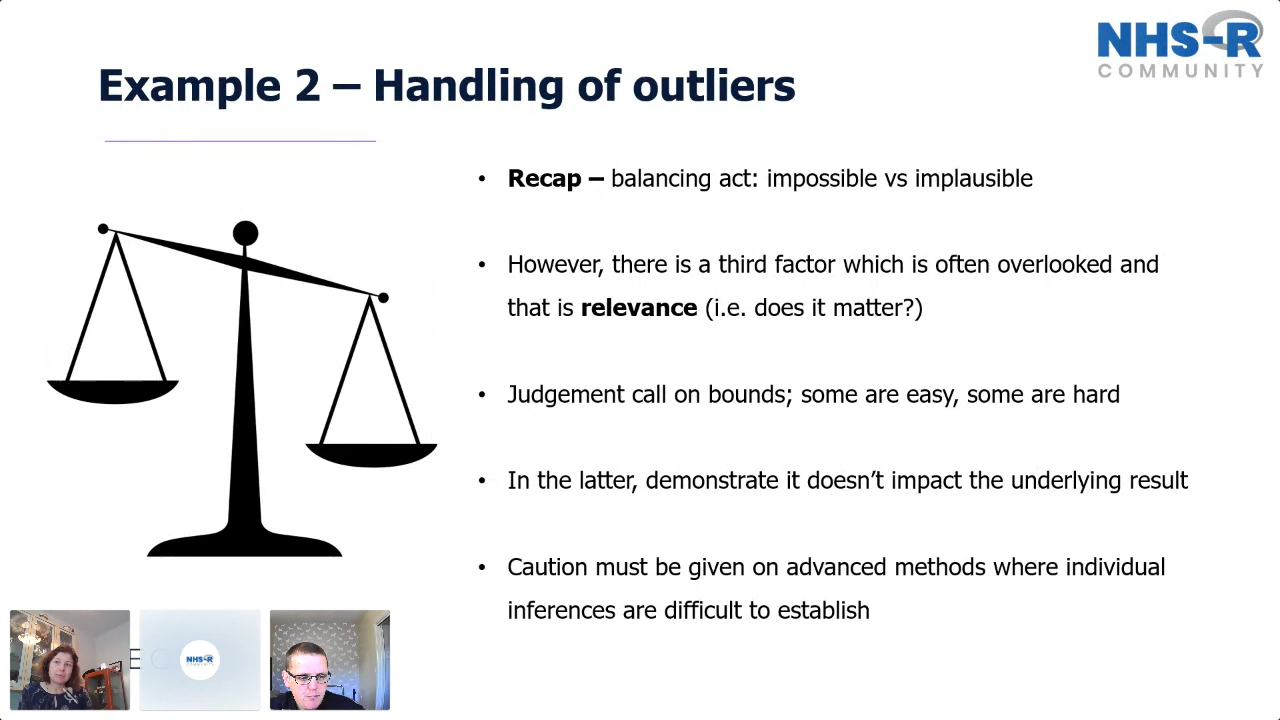 NHS-R
COMMUNITY
Example 2 – Handling of outliers
• Recap – balancing act: impossible vs implausible
• However, there is a third factor which is often overlooked and
that is relevance (i.e. does it matter?)
• Judgement call on bounds; some are easy, some are hard
• In the latter, demonstrate it doesn’t impact the underlying result
• Caution must be given on advanced methods where individual
inferences are difficult to establish
NHS-R
COMMUNITY